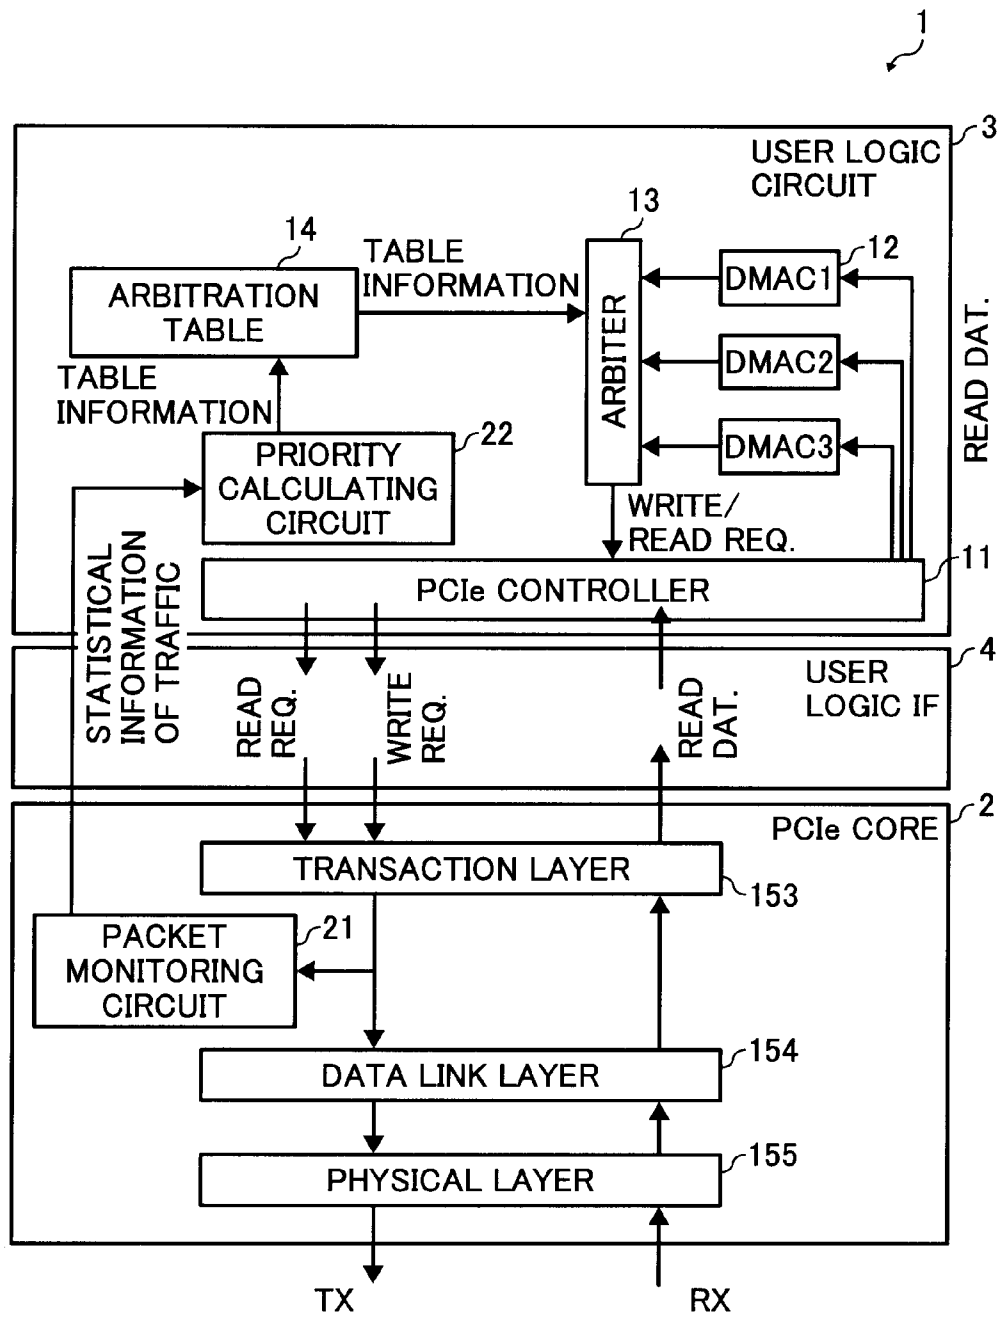 1
3
USER LOGIC
CIRCUIT
13
14
TABLE
INFORMATION
12
DMAC1
ARBITRATION
TABLE
ARBITER
DMAC2
READ DAT.
TABLE
INFORMATION
22
DMAC3
PRIORITY
CALCULATING
CIRCUIT
WRITE/
READ REQ.
11
PCIe CONTROLLER
STATISTICAL
INFORMATION
OF TRAFFIC
4
USER
LOGIC IF
READ
REQ.
WRITE
REQ.
READ
DAT.
2
PCIe CORE
TRANSACTION LAYER
153
21
PACKET
MONITORING
CIRCUIT
154
DATA LINK LAYER
155
PHYSICAL LAYER
TX
RX